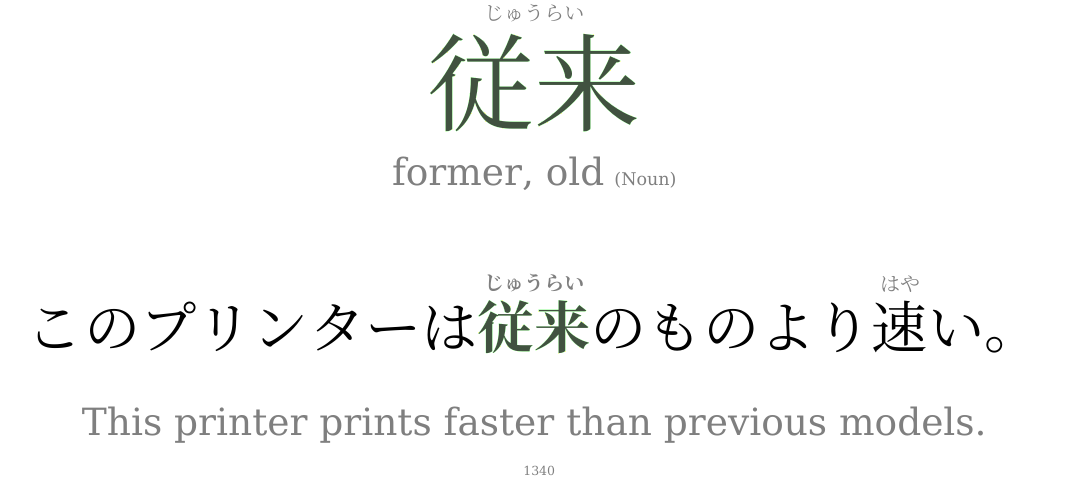 じゅうらい
従来
former, old (Noun)
じゅうらい はや
このプリンターは従来のものより速い。
This printer prints faster than previous models.
1340